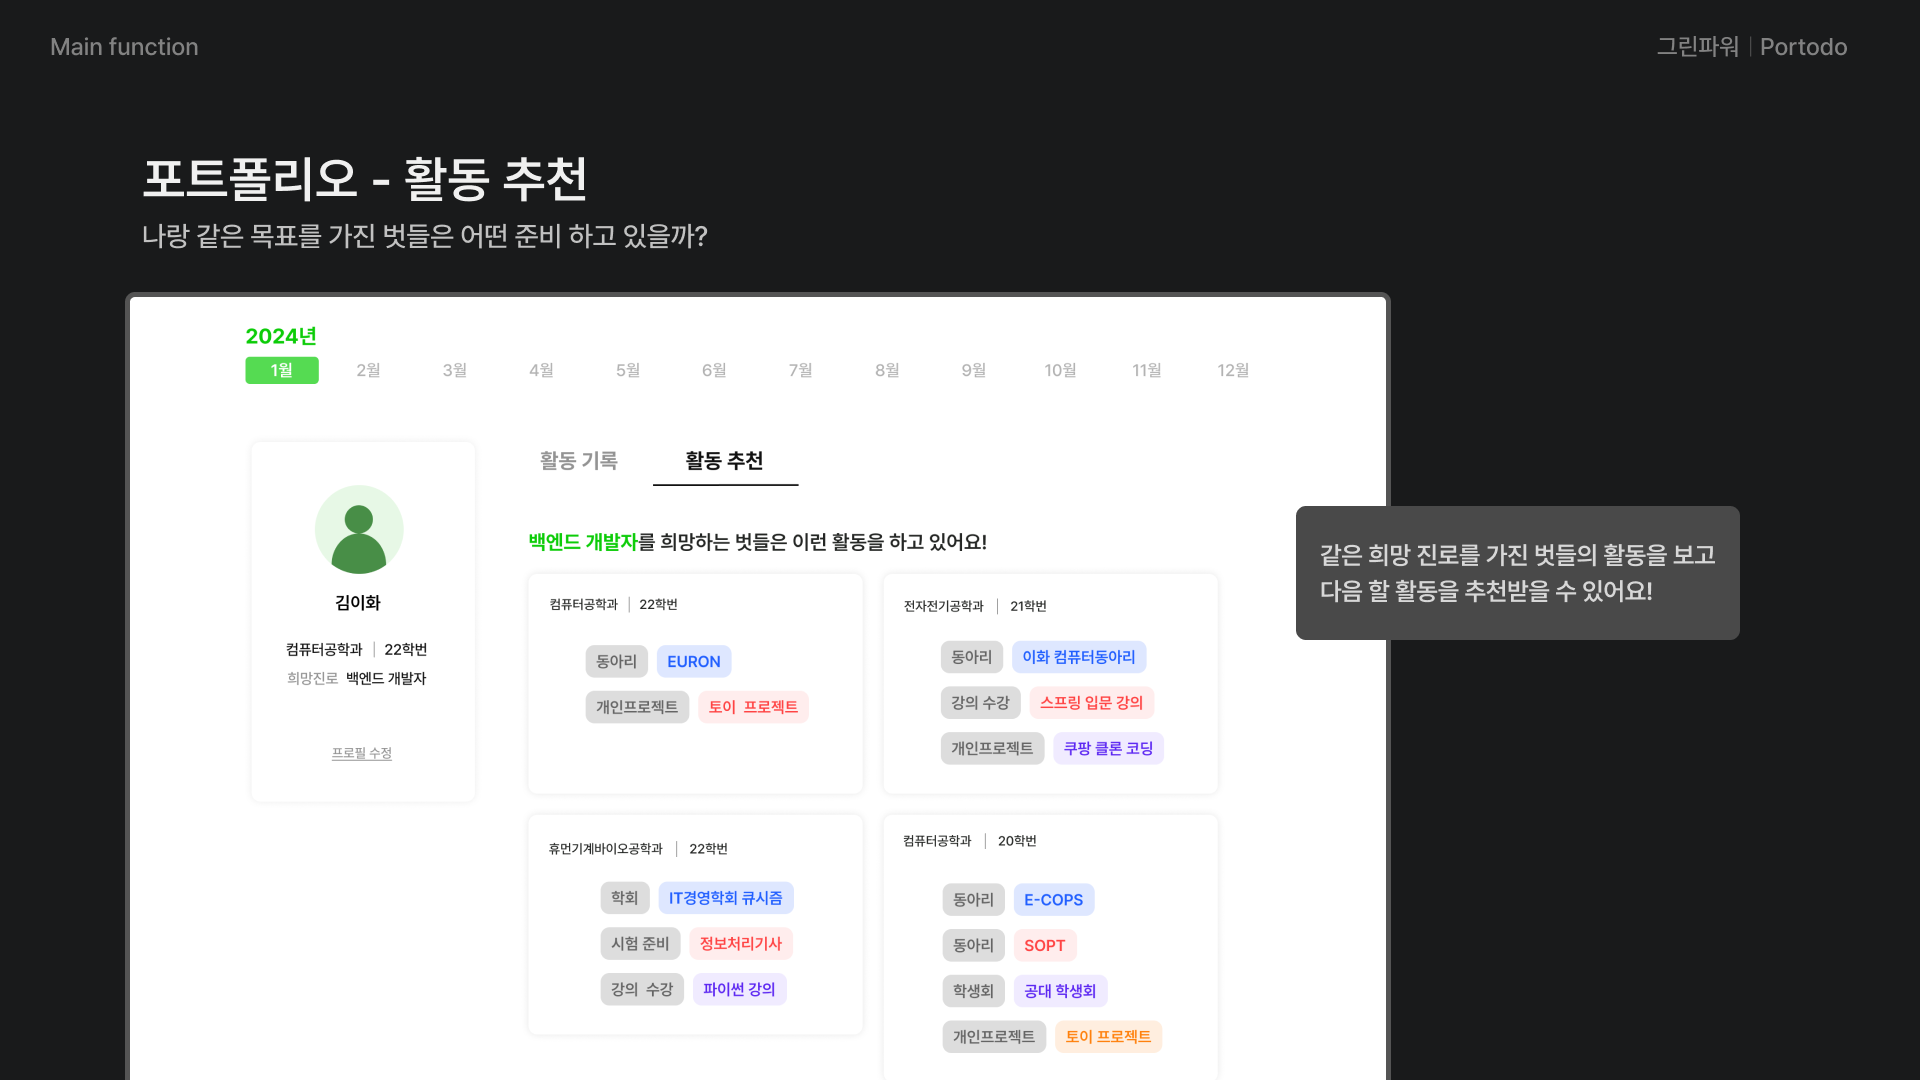 Main function
그린파워 | Portodo
포트폴리오 - 활동 추천
나랑 같은 목표를 가진 벗들은 어떤 준비 하고 있을까?
2024년
1월 2월 3월 4월 5월 6월 7월 8월 9월 10월 11월 12월
김이화
컴퓨터공학과 | 22학번
희망진로 백엔드 개발자
프로필 수정
활동 기록 활동 추천
백엔드 개발자를 희망하는 벗들은 이런 활동을 하고 있어요!
컴퓨터공학과 | 22학번
동아리 EURON
개인프로젝트 토이 프로젝트
전자전기공학과 | 21학번
동아리 이화 컴퓨터동아리
강의 수강 스프링 입문 강의
개인프로젝트 쿠팡 클론 코딩
휴먼기계바이오공학과 | 22학번
학회 IT경영학회 큐시즘
시험 준비 정보처리기사
강의 수강 파이썬 강의
컴퓨터공학과 | 20학번
동아리 E-COPS
동아리 SOPT
학생회 공대 학생회
개인프로젝트 토이 프로젝트
같은 희망 진로를 가진 벗들의 활동을 보고
다음 할 활동을 추천받을 수 있어요!